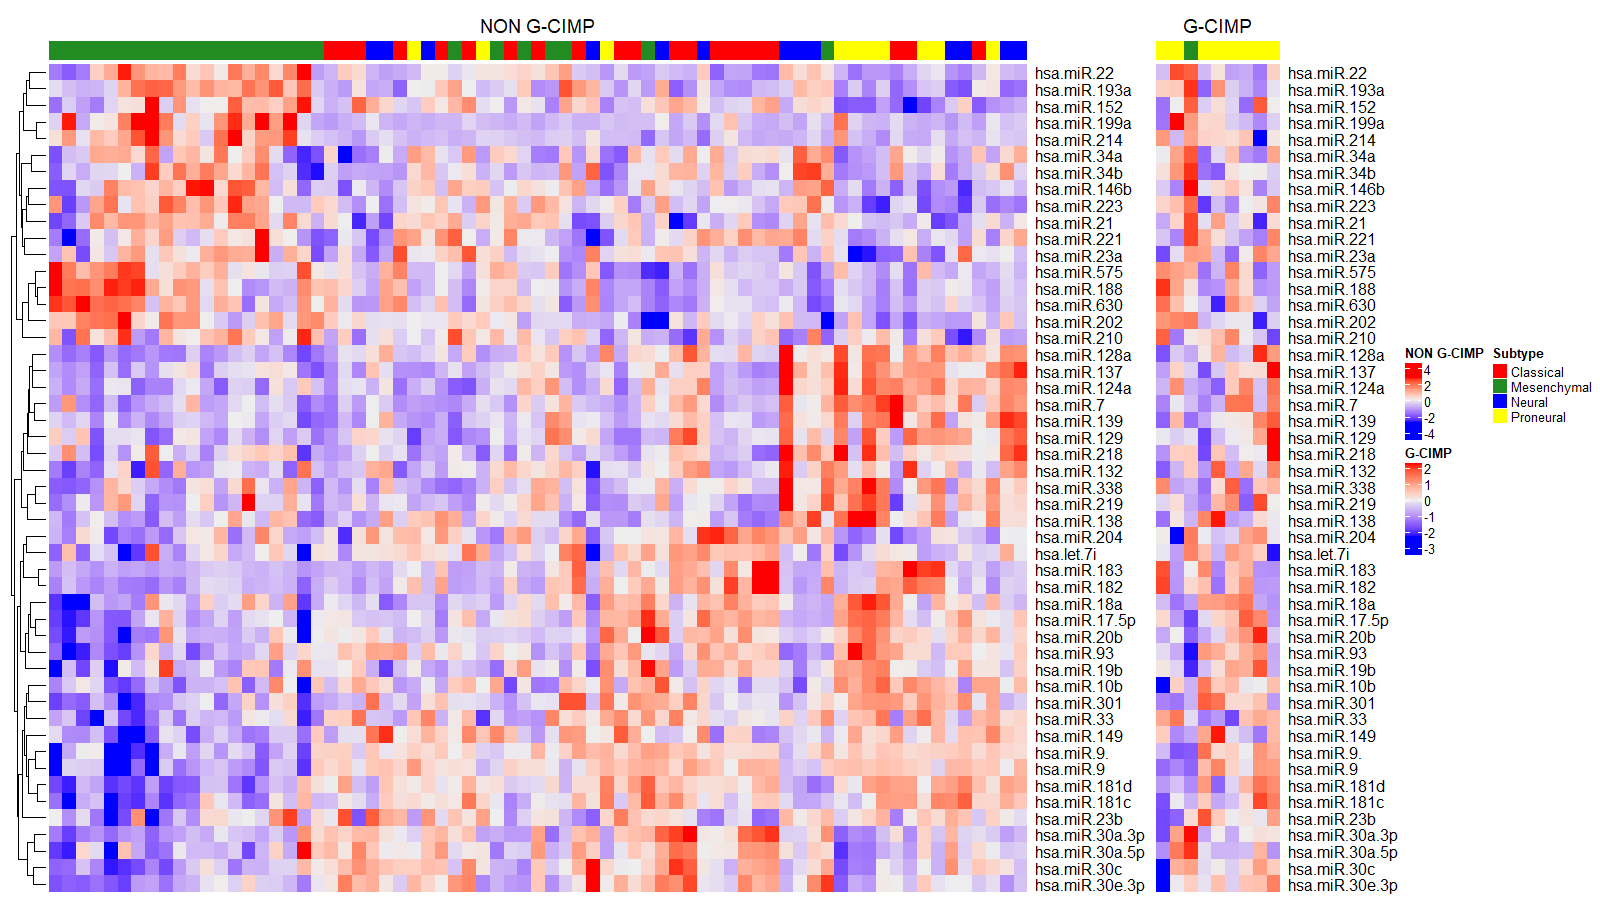 NON G-CIMP
G-CIMP
hsa.miR.22 hsa.miR.22
hsa.miR.193a hsa.miR.193a
hsa.miR.152 hsa.miR.152
hsa.miR.199a hsa.miR.199a
hsa.miR.214 hsa.miR.214
hsa.miR.34a hsa.miR.34a
hsa.miR.34b hsa.miR.34b
hsa.miR.146b hsa.miR.146b
hsa.miR.223 hsa.miR.223
hsa.miR.21 hsa.miR.21
hsa.miR.221 hsa.miR.221
hsa.miR.23a hsa.miR.23a
hsa.miR.575 hsa.miR.575
hsa.miR.188 hsa.miR.188
hsa.miR.630 hsa.miR.630
hsa.miR.202 hsa.miR.202
hsa.miR.210 hsa.miR.210
hsa.miR.128a hsa.miR.128a
hsa.miR.137 hsa.miR.137
hsa.miR.124a hsa.miR.124a
hsa.miR.7 hsa.miR.7
hsa.miR.139 hsa.miR.139
hsa.miR.129 hsa.miR.129
hsa.miR.218 hsa.miR.218
hsa.miR.132 hsa.miR.132
hsa.miR.338 hsa.miR.338
hsa.miR.219 hsa.miR.219
hsa.miR.138 hsa.miR.138
hsa.miR.204 hsa.miR.204
hsa.let.7i hsa.let.7i
hsa.miR.183 hsa.miR.183
hsa.miR.182 hsa.miR.182
hsa.miR.18a hsa.miR.18a
hsa.miR.17.5p hsa.miR.17.5p
hsa.miR.20b hsa.miR.20b
hsa.miR.93 hsa.miR.93
hsa.miR.19b hsa.miR.19b
hsa.miR.10b hsa.miR.10b
hsa.miR.301 hsa.miR.301
hsa.miR.33 hsa.miR.33
hsa.miR.149 hsa.miR.149
hsa.miR.9. hsa.miR.9.
hsa.miR.9 hsa.miR.9
hsa.miR.181d hsa.miR.181d
hsa.miR.181c hsa.miR.181c
hsa.miR.23b hsa.miR.23b
hsa.miR.30a.3p hsa.miR.30a.3p
hsa.miR.30a.5p hsa.miR.30a.5p
hsa.miR.30c hsa.miR.30c
hsa.miR.30e.3p hsa.miR.30e.3p
NON G-CIMP
4
2
0
-2
-4
G-CIMP
2
1
0
-1
-2
-3
Subtype
Classical
Mesenchymal
Neural
Proneural